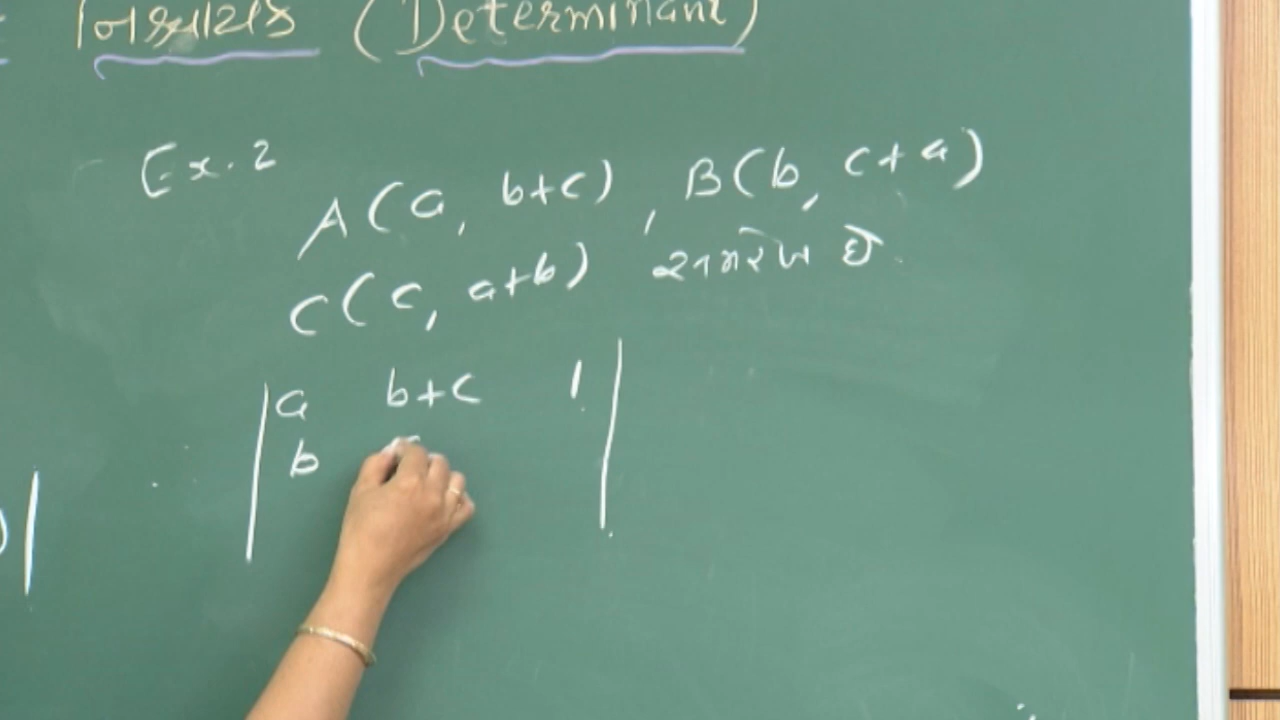 નિશ્ચાયક (Determinant)
Ex. 2
A(a, b+c), B(b, c+a)
C(c, a+b) સમરેખ છે.
a b+c 1
b